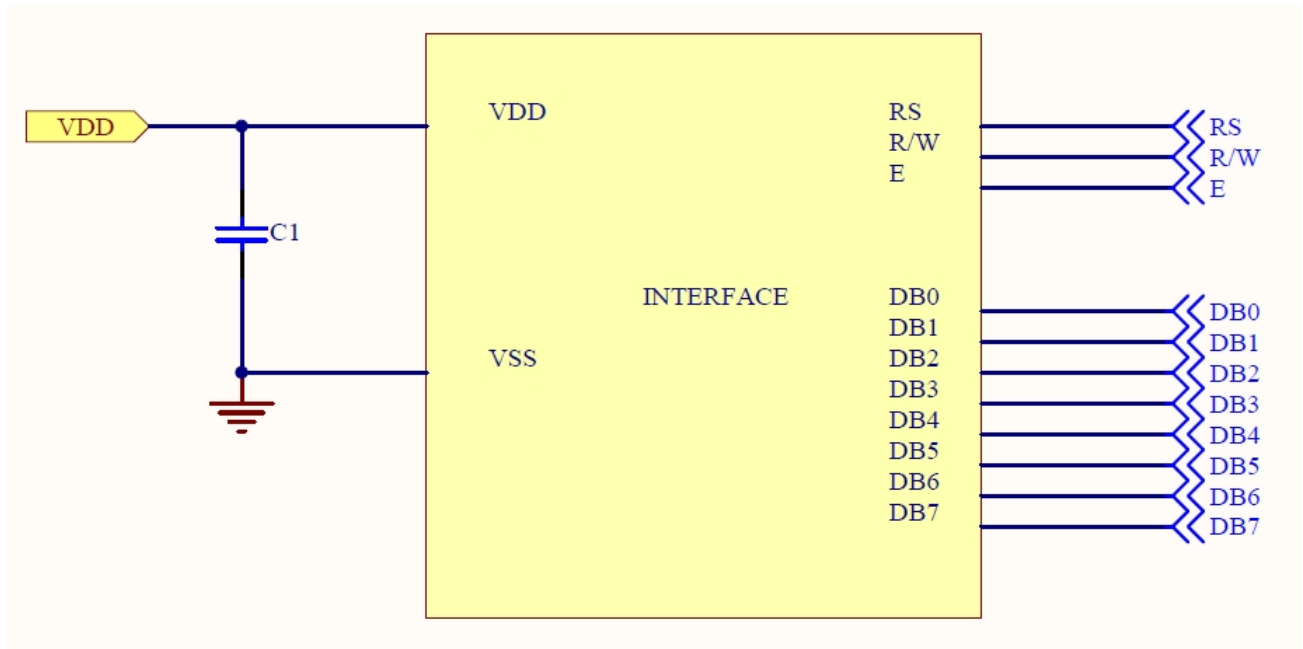 VDD
C1
VDD
VSS
INTERFACE
RS
R/W
E
DB0
DB1
DB2
DB3
DB4
DB5
DB6
DB7
RS
R/W
E
DB0
DB1
DB2
DB3
DB4
DB5
DB6
DB7